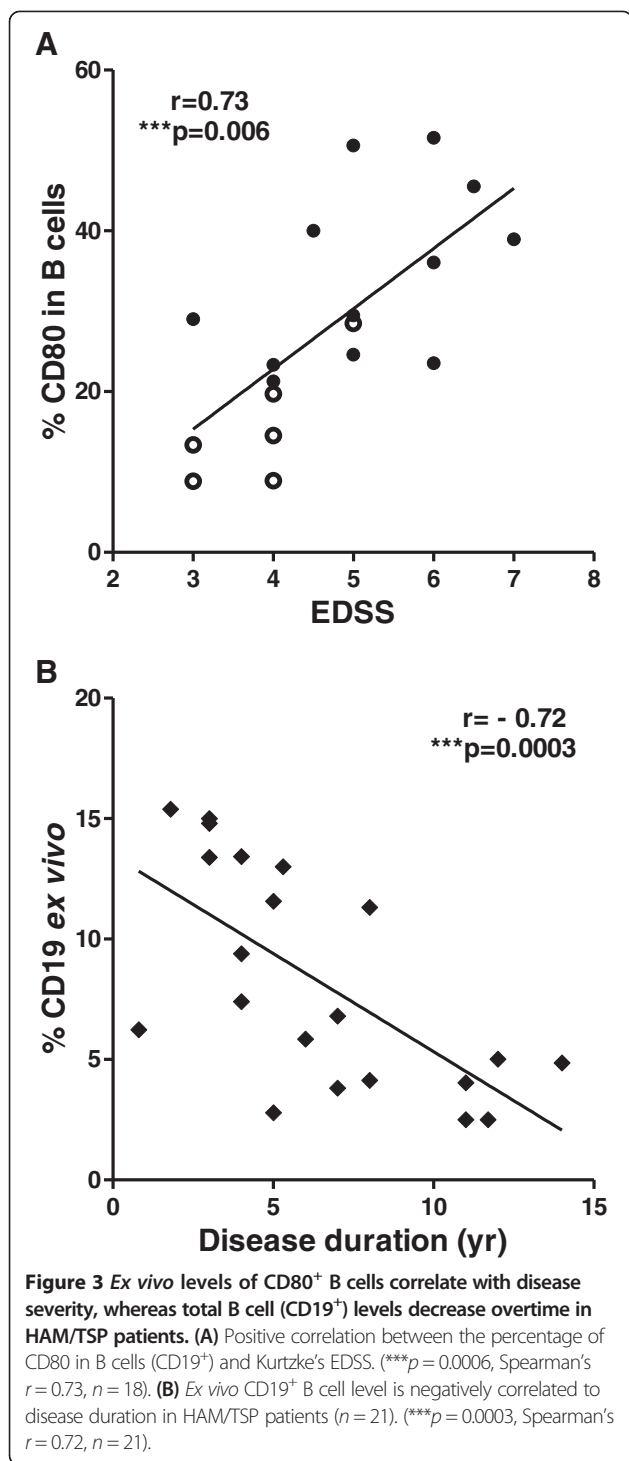 A
r=0.73
***p=0.006
60
40
20
0
% CD80 in B cells
2 3 4 5 6 7 8
EDSS
B
r= - 0.72
***p=0.0003
20
15
10
5
0
% CD19 ex vivo
0 5 10 15
Disease duration (yr)
Figure 3 Ex vivo levels of CD80+ B cells correlate with disease
severity, whereas total B cell (CD19+) levels decrease overtime in
HAM/TSP patients. (A) Positive correlation between the percentage of
CD80 in B cells (CD19+) and Kurtzke's EDSS. (***p = 0.0006, Spearman's
r = 0.73, n = 18). (B) Ex vivo CD19+ B cell level is negatively correlated to
disease duration in HAM/TSP patients (n = 21). (***p = 0.0003, Spearman's
r = 0.72, n = 21).